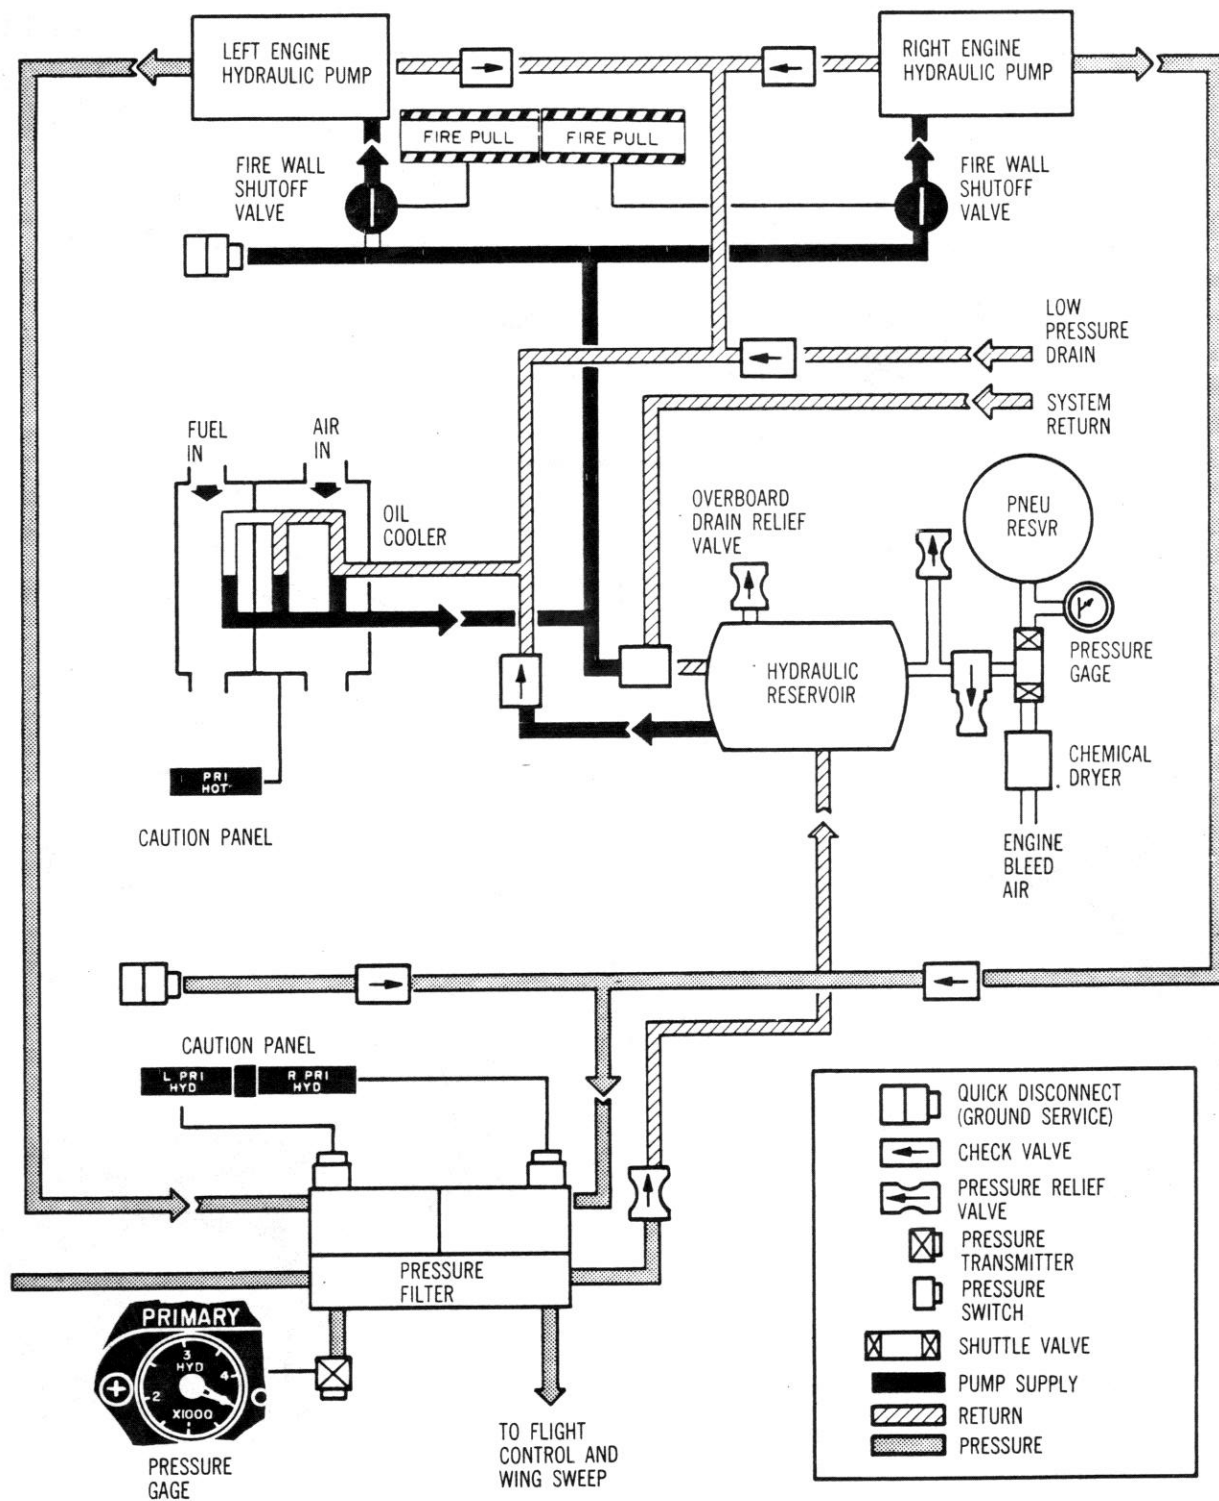 LEFT ENGINE
HYDRAULIC PUMP
RIGHT ENGINE
HYDRAULIC PUMP
FIRE PULL
FIRE PULL
FIRE WALL
SHUTOFF
VALVE
FIRE WALL
SHUTOFF
VALVE
LOW
PRESSURE
DRAIN
SYSTEM
RETURN
FUEL
IN
AIR
IN
OIL
COOLER
OVERBOARD
DRAIN RELIEF
VALVE
PNEU
RESVR
PRESSURE
GAGE
HYDRAULIC
RESERVOIR
CHEMICAL
DRYER
PRI
HOT
CAUTION PANEL
ENGINE
BLEED
AIR
CAUTION PANEL
L PRI
HYD
R PRI
HYD
PRESSURE
FILTER
PRIMARY
3
HYD
4
2
X1000
PRESSURE
GAGE
TO FLIGHT
CONTROL AND
WING SWEEP
QUICK DISCONNECT
(GROUND SERVICE)
CHECK VALVE
PRESSURE RELIEF
VALVE
PRESSURE
TRANSMITTER
PRESSURE
SWITCH
SHUTTLE VALVE
PUMP SUPPLY
RETURN
PRESSURE